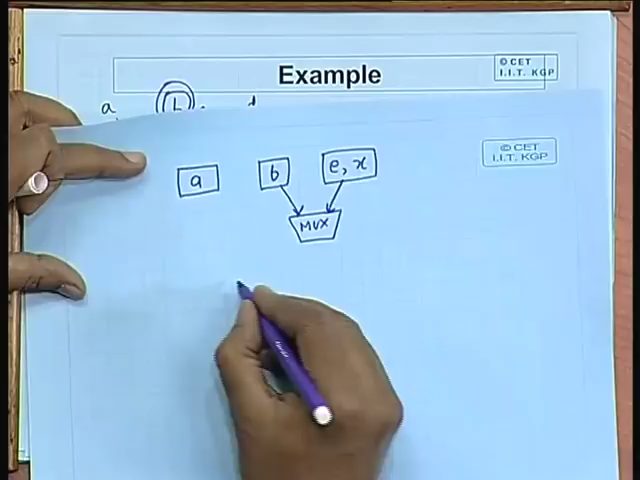 Example
© CET
I.I.T. KGP
a
b
© CET
I.I.T. KGP
a
b
e, x
MUX